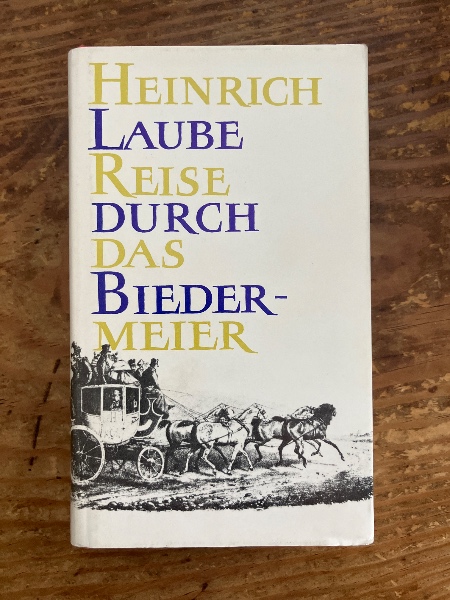 HEINRICH
LAUBE
REISE
DURCH
DAS
BIEDER-
MEIER